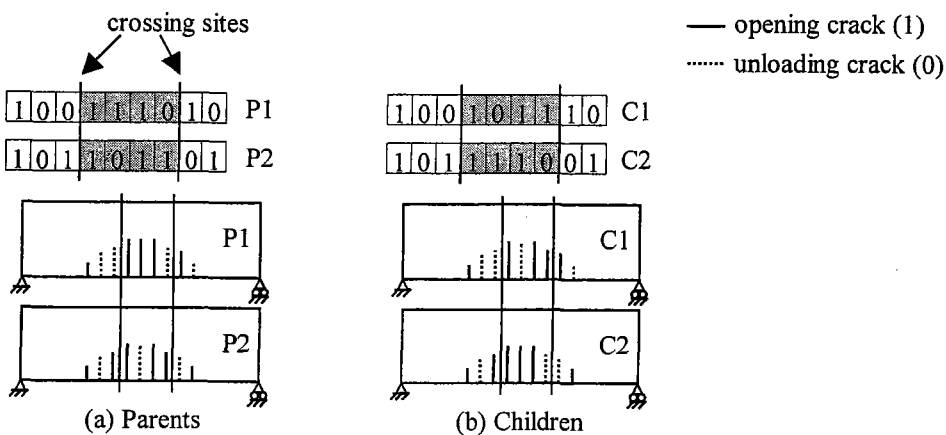 crossing sites
opening crack (1)
unloading crack (0)
1 0 0 1 1 1 0 1 0 P1
1 0 1 1 0 1 1 0 1 P2
1 0 0 1 0 1 1 1 0 C1
1 0 1 1 1 1 0 0 1 C2
P1
P2
C1
C2
(a) Parents
(b) Children